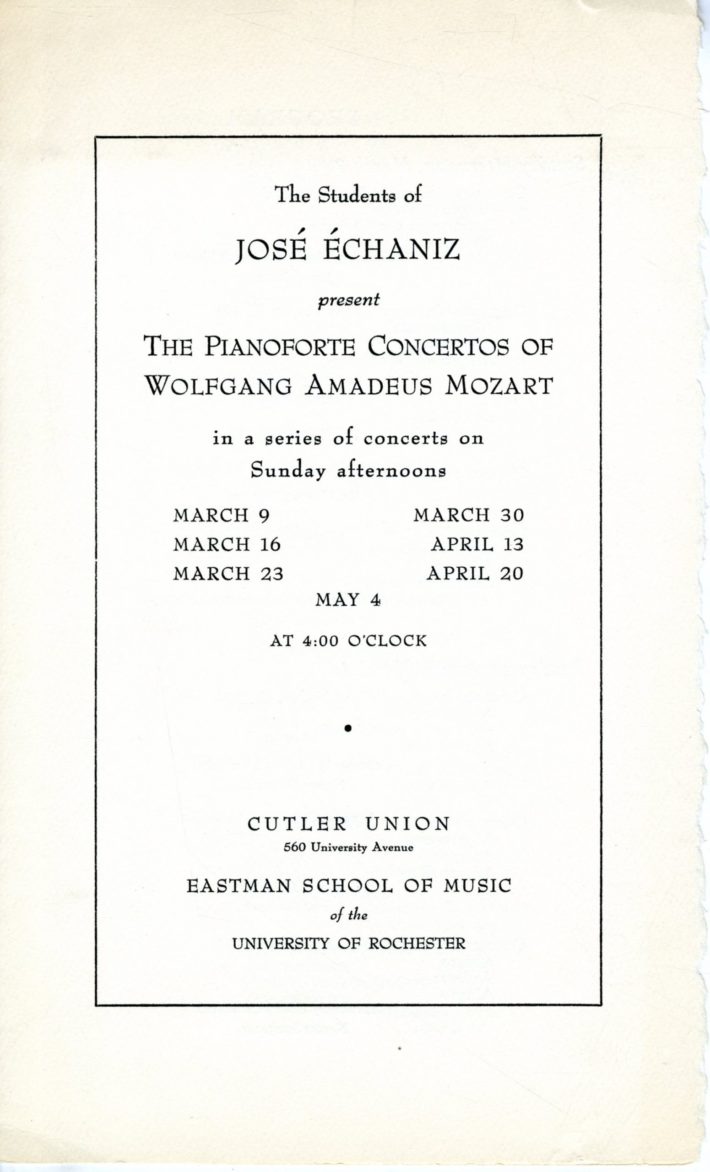 The Students of
JOSÉ ÉCHANIZ
present
THE PIANOFORTE CONCERTOS OF
WOLFGANG AMADEUS MOZART
in a series of concerts on
Sunday afternoons
MARCH 9 MARCH 30
MARCH 16 APRIL 13
MARCH 23 APRIL 20
MAY 4
AT 4:00 O'CLOCK
•
CUTLER UNION
560 University Avenue
EASTMAN SCHOOL OF MUSIC
of the
UNIVERSITY OF ROCHESTER